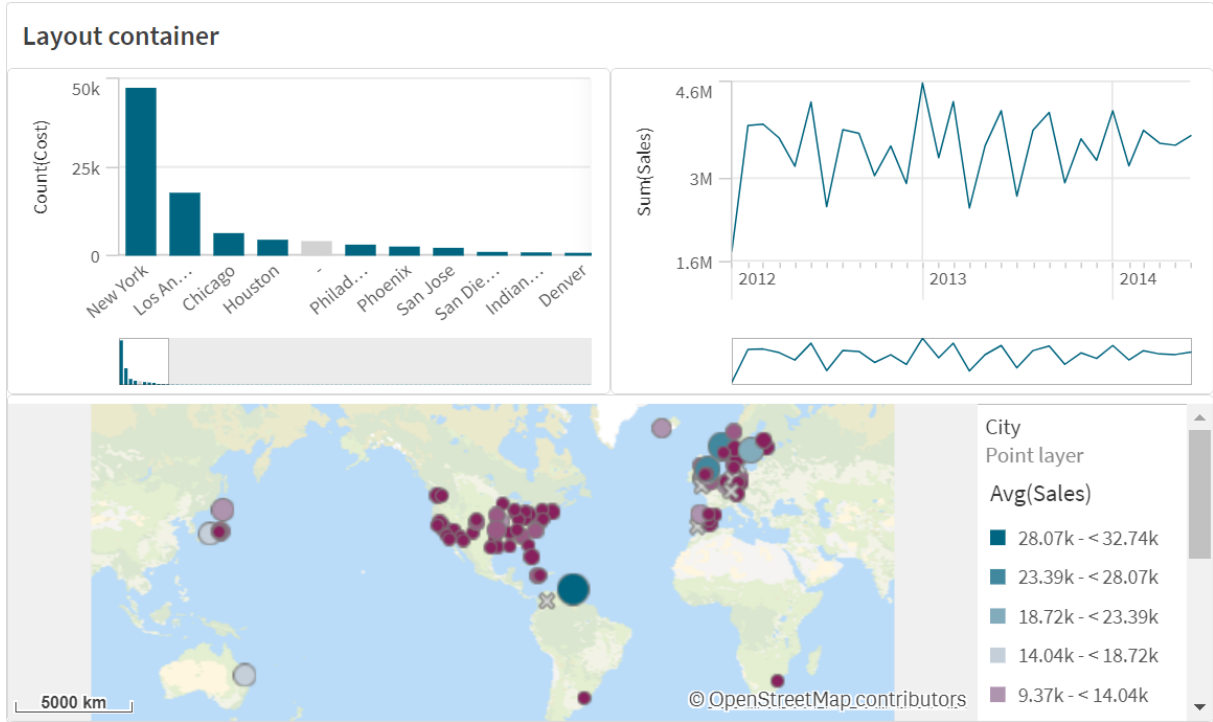 Layout container
50k
25k
0
Count(Cost)
New York
Los An...
Chicago
Houston
-
Philad...
Phoenix
San Jose
San Die...
Indian...
Denver
4.6M
3M
1.6M
Sum(Sales)
2012
2013
2014
City
Point layer
Avg(Sales)
28.07k - < 32.74k
23.39k - < 28.07k
18.72k - < 23.39k
14.04k - < 18.72k
9.37k - < 14.04k
5000 km
© OpenStreetMap contributors